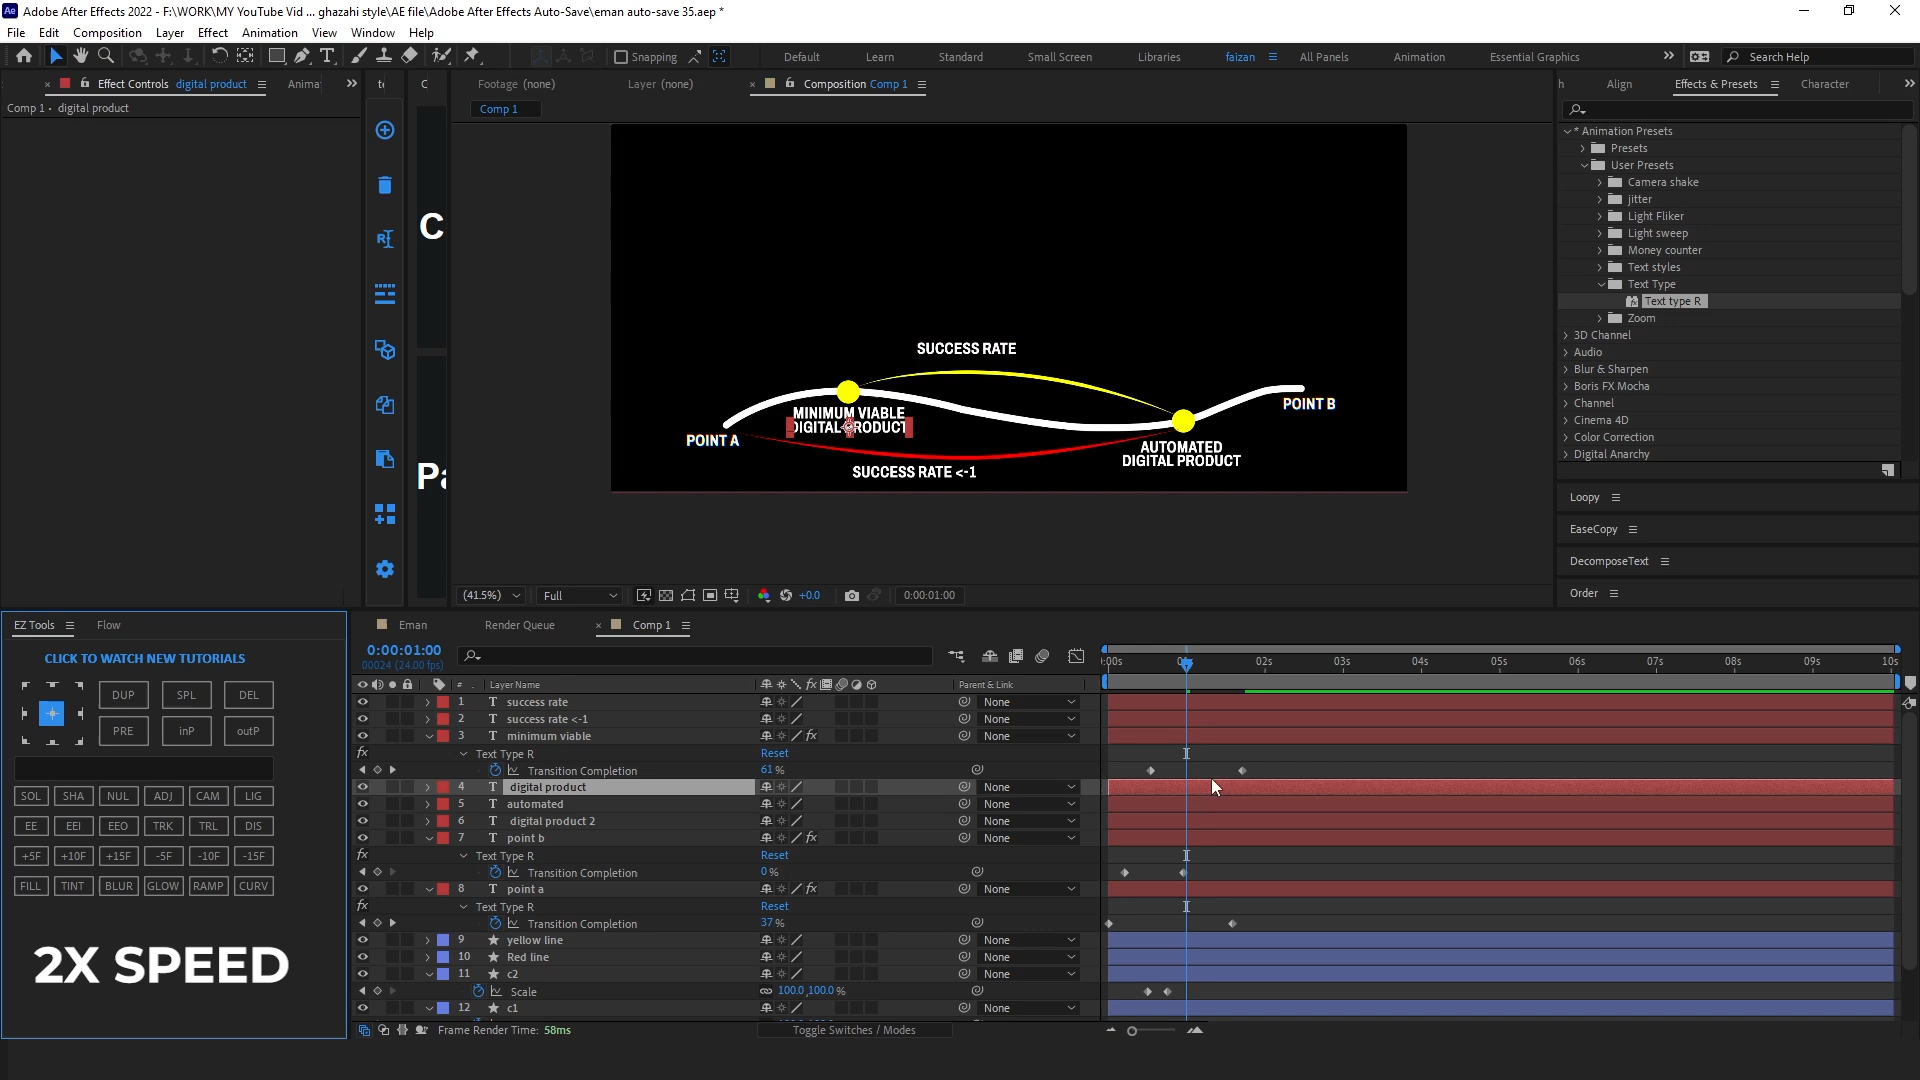 Adobe After Effects 2022 - F:\WORK\MY YouTube Vid ... ghazahi style\AE file\Adobe After Effects Auto-Save\eman auto-save 35.aep *
File Edit Composition Layer Effect Animation View Window Help
Snapping Default Learn Standard Small Screen Libraries faizan All Panels Animation Essential Graphics Search Help
Effect Controls digital product Footage (none) Layer (none) Composition Comp 1 Align Effects & Presets Character
Comp 1 • digital product
Comp 1
* Animation Presets
Presets
User Presets
Camera shake
jitter
Light Fliker
Light sweep
Money counter
Text styles
Text Type
Text type R
Zoom
3D Channel
Audio
Blur & Sharpen
Boris FX Mocha
Channel
Cinema 4D
Color Correction
Digital Anarchy
Loopy
EaseCopy
DecomposeText
Order
SUCCESS RATE
MINIMUM VIABLE
DIGITAL PRODUCT
POINT A
POINT B
AUTOMATED
DIGITAL PRODUCT
SUCCESS RATE <-1
(41.5%) Full +0.0 0:00:01:00
EZ Tools Flow
CLICK TO WATCH NEW TUTORIALS
DUP SPL DEL
PRE inP outP
SOL SHA NUL ADJ CAM LIG
EE EEI EEO TRK TRL DIS
+5F +10F +15F -5F -10F -15F
FILL TINT BLUR GLOW RAMP CURV
2X SPEED
Eman Render Queue Comp 1
0:00:01:00
00024 (24.00 fps)
02s 03s 04s 05s 06s 07s 08s 09s 10s
# Layer Name Parent & Link
1 T success rate None
2 T success rate <-1 None
3 T minimum viable fx None
fx Text Type R Reset
Transition Completion 61 %
4 T digital product None
5 T automated None
6 T digital product 2 None
7 T point b fx None
fx Text Type R Reset
Transition Completion 0 %
8 T point a fx None
fx Text Type R Reset
Transition Completion 37 %
9 yellow line None
10 Red line None
11 c2 None
Scale 100.0,100.0 %
12 c1 None
Frame Render Time: 58ms Toggle Switches / Modes